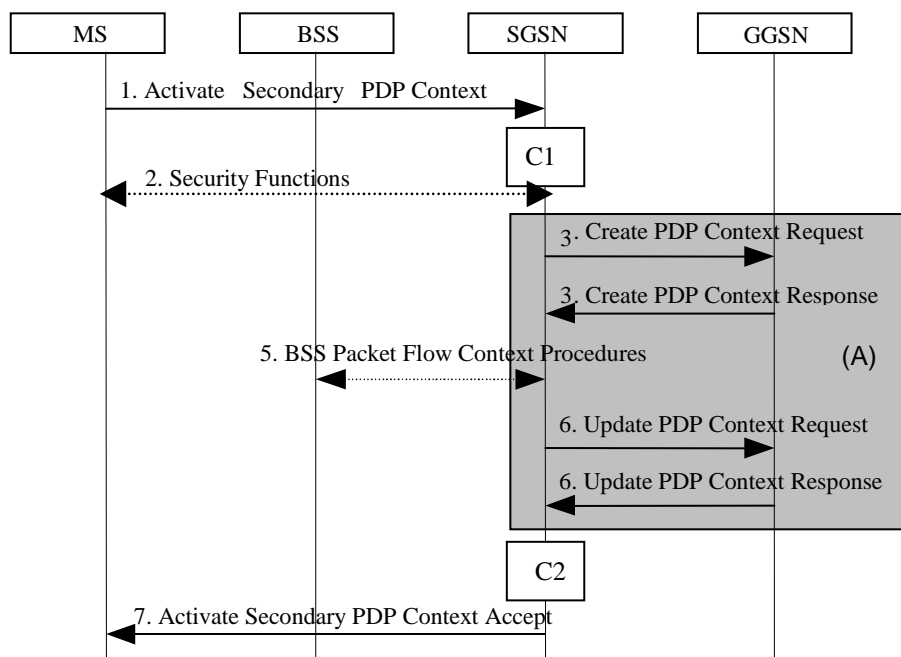 MS BSS SGSN GGSN
1. Activate Secondary PDP Context
C1
2. Security Functions
3. Create PDP Context Request
3. Create PDP Context Response
5. BSS Packet Flow Context Procedures
(A)
6. Update PDP Context Request
6. Update PDP Context Response
C2
7. Activate Secondary PDP Context Accept